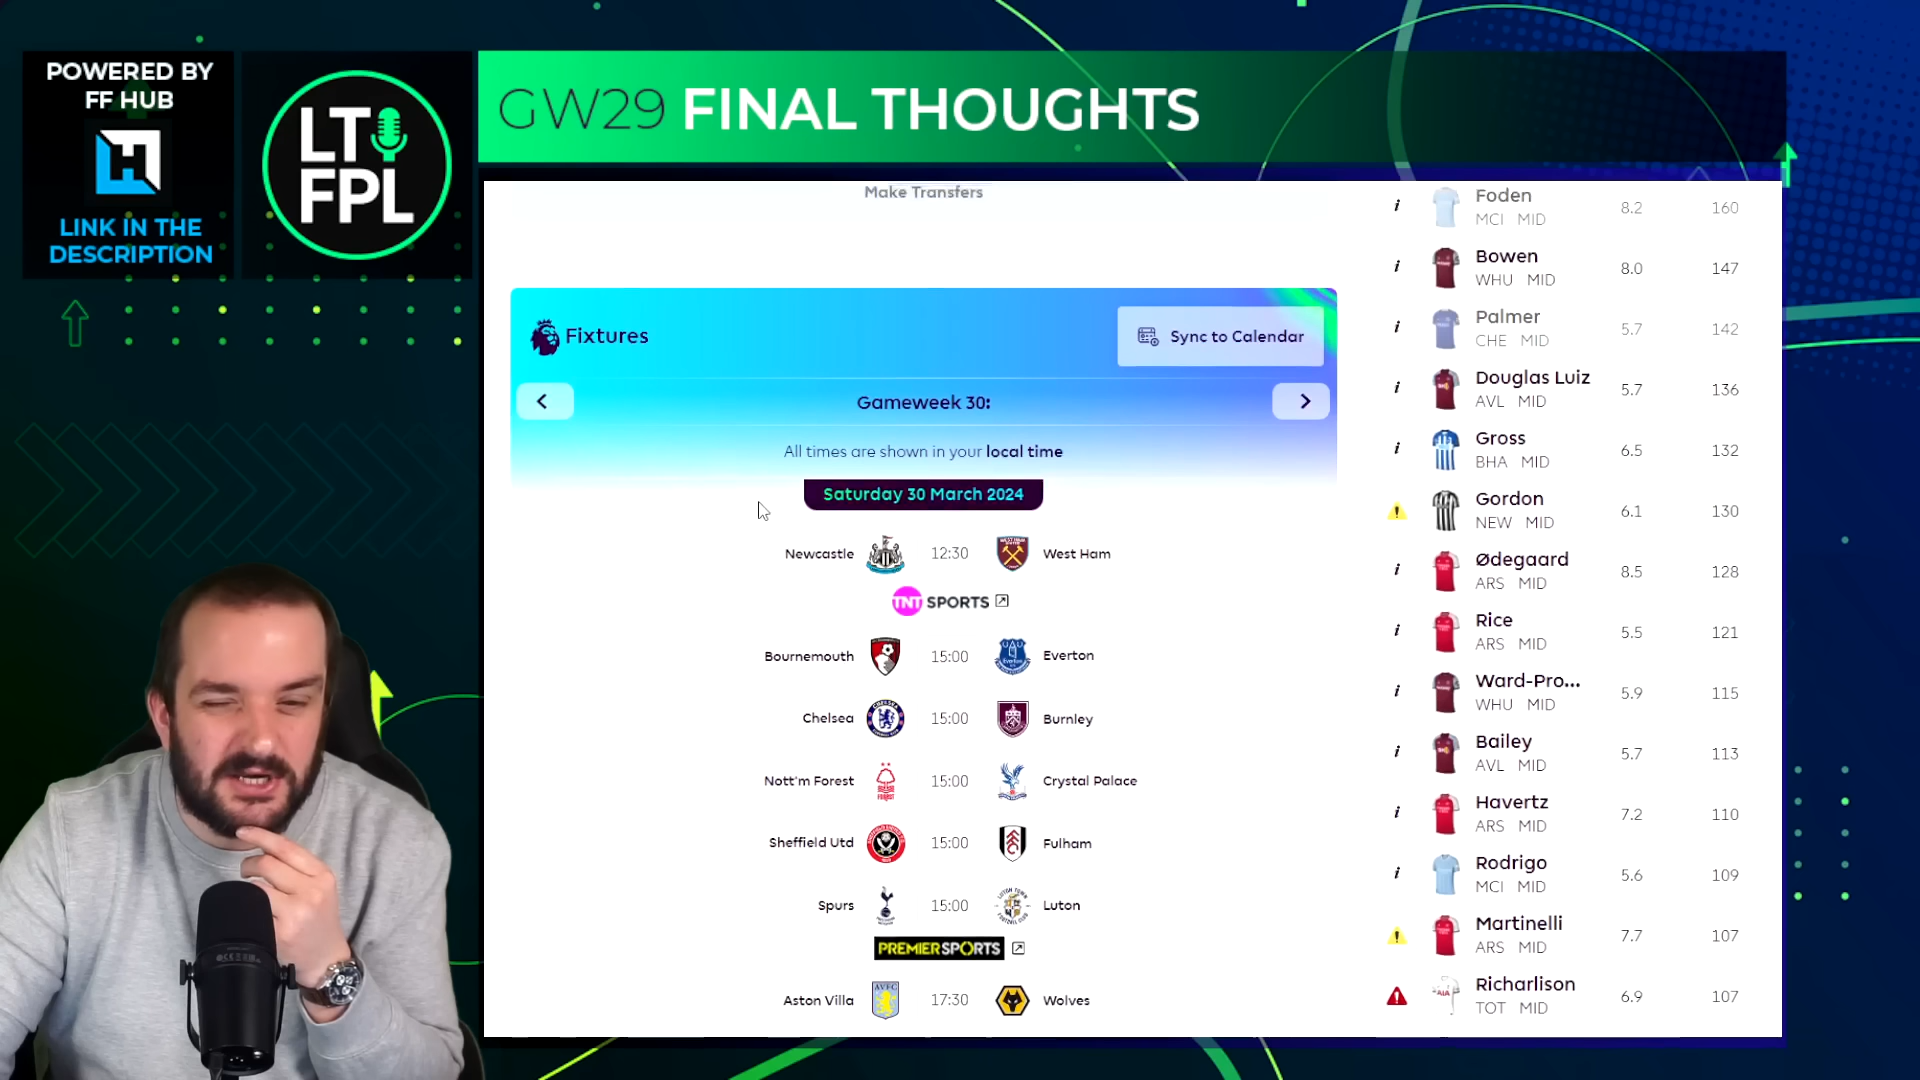 POWERED BY
FF HUB
LINK IN THE
DESCRIPTION
LT
FPL
GW29 FINAL THOUGHTS
Make Transfers
Fixtures
Sync to Calendar
Gameweek 30:
All times are shown in your local time
Saturday 30 March 2024
Newcastle 12:30 West Ham
TNT SPORTS
Bournemouth 15:00 Everton
Chelsea 15:00 Burnley
Nott'm Forest 15:00 Crystal Palace
Sheffield Utd 15:00 Fulham
Spurs 15:00 Luton
PREMIER SPORTS
Aston Villa AVFC 17:30 Wolves
Foden 8.2 160
MCI MID
Bowen 8.0 147
WHU MID
Palmer 5.7 142
CHE MID
Douglas Luiz 5.7 136
AVL MID
Gross 6.5 132
BHA MID
Gordon 6.1 130
NEW MID
Ødegaard 8.5 128
ARS MID
Rice 5.5 121
ARS MID
Ward-Pro... 5.9 115
WHU MID
Bailey 5.7 113
AVL MID
Havertz 7.2 110
ARS MID
Rodrigo 5.6 109
MCI MID
Martinelli 7.7 107
ARS MID
Richarlison 6.9 107
TOT MID